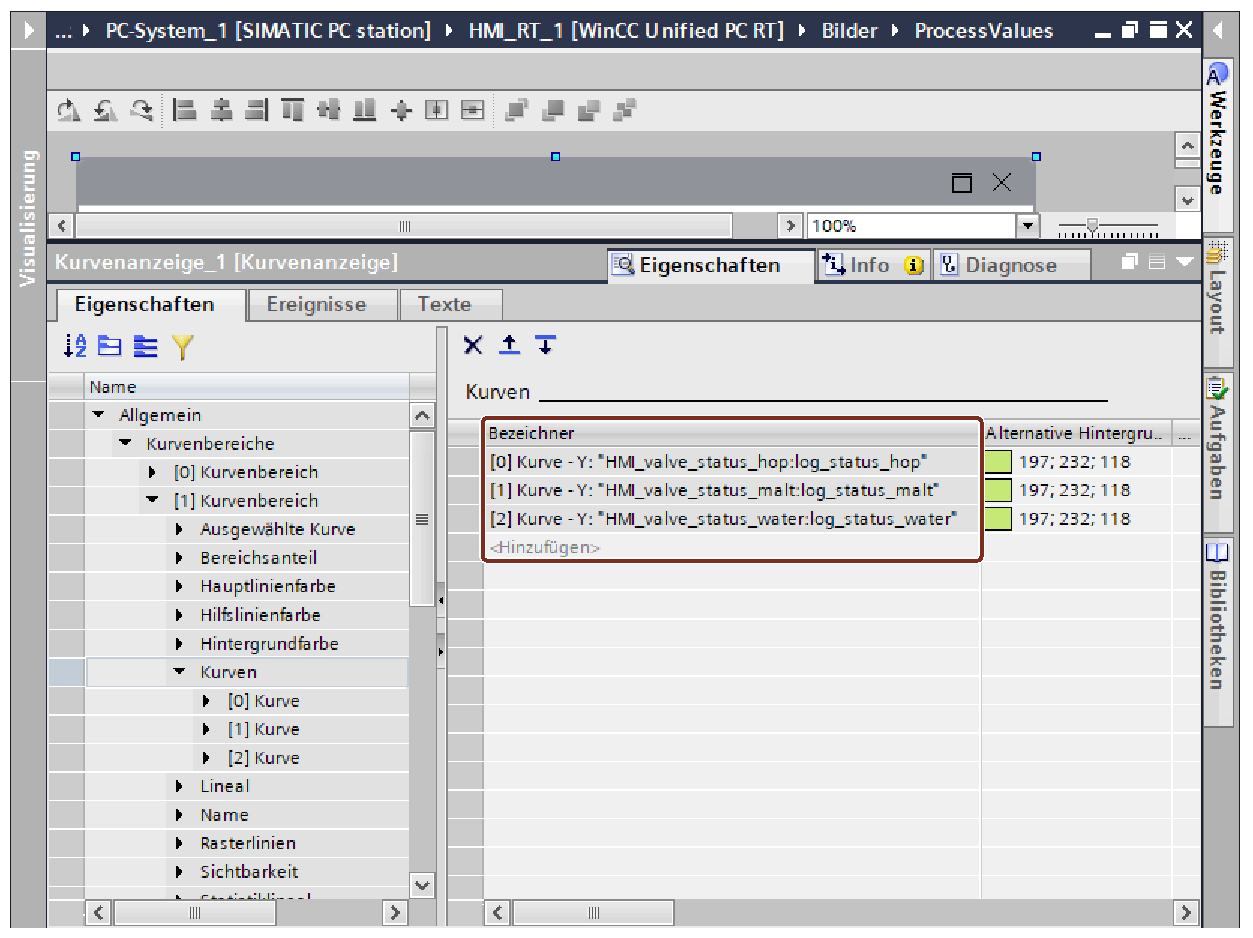 ... PC-System_1 [SIMATIC PC station] HMI_RT_1 [WinCC Unified PC RT] Bilder ProcessValues
Visualisierung
100%
Kurvenanzeige_1 [Kurvenanzeige]
Eigenschaften Info Diagnose
Eigenschaften Ereignisse Texte
Name
Allgemein
Kurvenbereiche
[0] Kurvenbereich
[1] Kurvenbereich
Ausgewählte Kurve
Bereichsanteil
Hauptlinienfarbe
Hilfslinienfarbe
Hintergrundfarbe
Kurven
[0] Kurve
[1] Kurve
[2] Kurve
Lineal
Name
Rasterlinien
Sichtbarkeit
Kurven
Bezeichner Alternative Hintergru... ...
[0] Kurve - Y: "HMI_valve_status_hop:log_status_hop" 197; 232; 118
[1] Kurve - Y: "HMI_valve_status_malt:log_status_malt" 197; 232; 118
[2] Kurve - Y: "HMI_valve_status_water:log_status_water" 197; 232; 118
<Hinzufügen>
Werkzeuge
Layout
Aufgaben
Bibliotheken